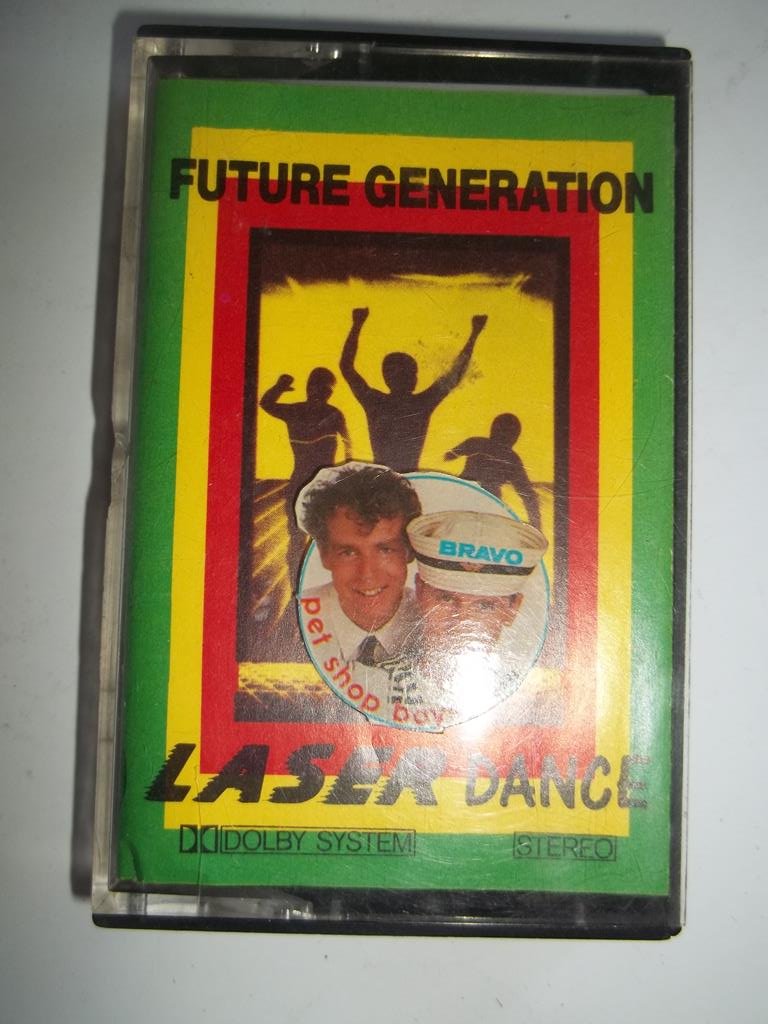 FUTURE GENERATION
BRAVO
pet shop boy
LASER DANCE
DOLBY SYSTEM
STEREO